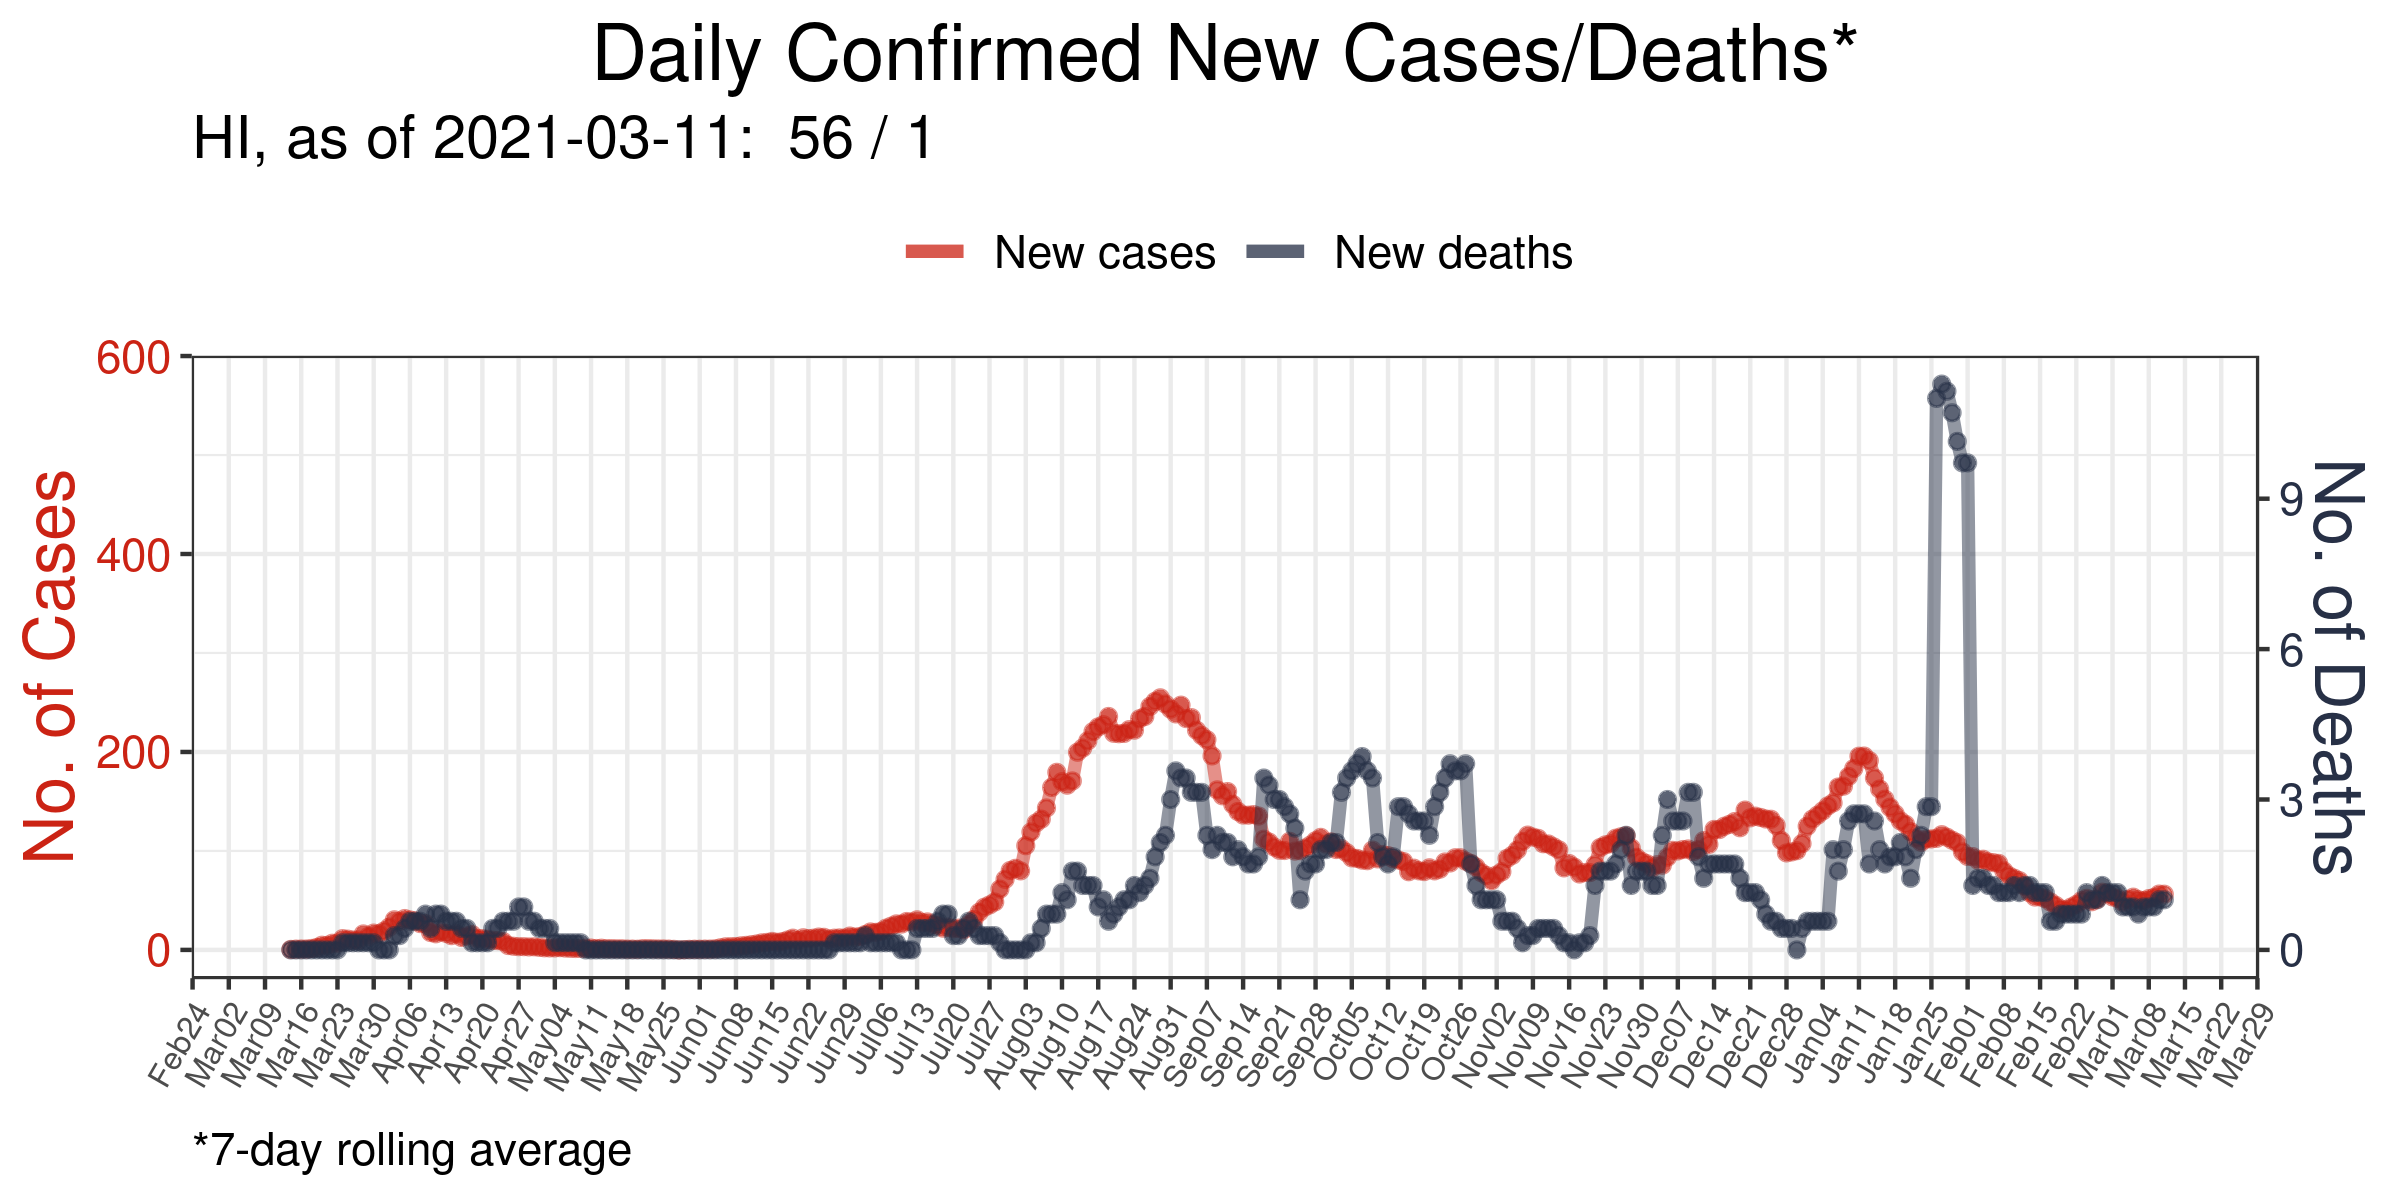 Daily Confirmed New Cases/Deaths*
HI, as of 2021-03-11:  56 / 1
New cases
New deaths
No. of Cases
600
400
200
0
9
6
3
0
No. of Deaths
Feb24
Mar02
Mar09
Mar16
Mar23
Mar30
Apr06
Apr13
Apr20
Apr27
May04
May11
May18
May25
Jun01
Jun08
Jun15
Jun22
Jun29
Jul06
Jul13
Jul20
Jul27
Aug03
Aug10
Aug17
Aug24
Aug31
Sep07
Sep14
Sep21
Sep28
Oct05
Oct12
Oct19
Oct26
Nov02
Nov09
Nov16
Nov23
Nov30
Dec07
Dec14
Dec21
Dec28
Jan04
Jan11
Jan18
Jan25
Feb01
Feb08
Feb15
Feb22
Mar01
Mar08
Mar15
Mar22
Mar29
*7-day rolling average